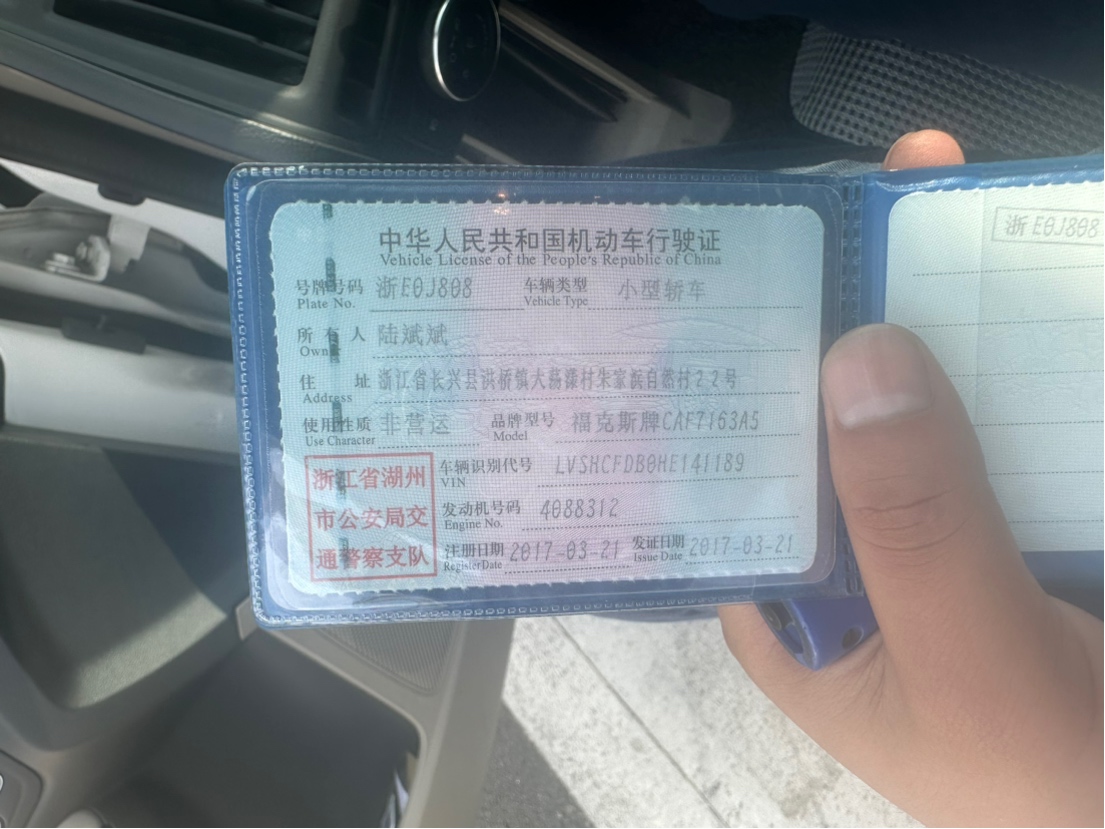 中华人民共和国机动车行驶证
Vehicle License of the People's Republic of China
号牌号码 浙E0J808 车辆类型 小型轿车
Plate No. Vehicle Type
所有人 陆斌斌
Owner
住址 浙江省长兴县洪桥镇大荡漾村朱家浜自然村22号
Address
使用性质 非营运 品牌型号 福克斯牌CAF7163A5
Use Character Model
浙江省湖州
市公安局交
通警察支队
车辆识别代号 LVSHCFDB0HE141189
VIN
发动机号码 4088312
Engine No.
注册日期 2017-03-21 发证日期 2017-03-21
Register Date Issue Date
浙E0J808